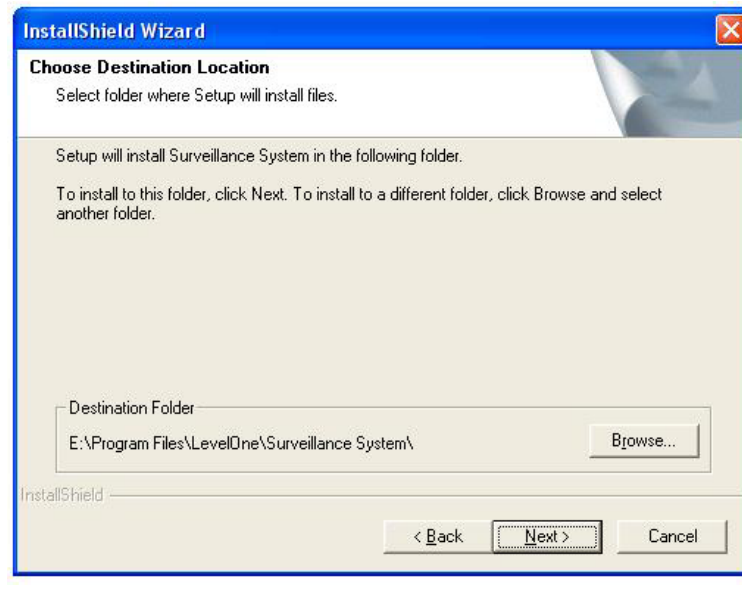 InstallShield Wizard
Choose Destination Location
Select folder where Setup will install files.
Setup will install Surveillance System in the following folder.
To install to this folder, click Next. To install to a different folder, click Browse and select
another folder.
Destination Folder
E:\Program Files\LevelOne\Surveillance System\
Browse...
InstallShield
< Back
Next >
Cancel